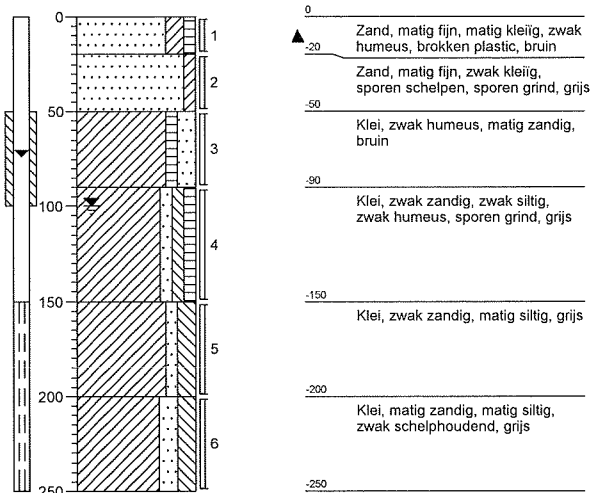 0
50
100
150
200
250
1
2
3
4
5
6
0
Zand, matig fijn, matig kleiïg, zwak
humeus, brokken plastic, bruin
-20
Zand, matig fijn, zwak kleiïg,
sporen schelpen, sporen grind, grijs
-50
Klei, zwak humeus, matig zandig,
bruin
-90
Klei, zwak zandig, zwak siltig,
zwak humeus, sporen grind, grijs
-150
Klei, zwak zandig, matig siltig, grijs
-200
Klei, matig zandig, matig siltig,
zwak schelphoudend, grijs
-250